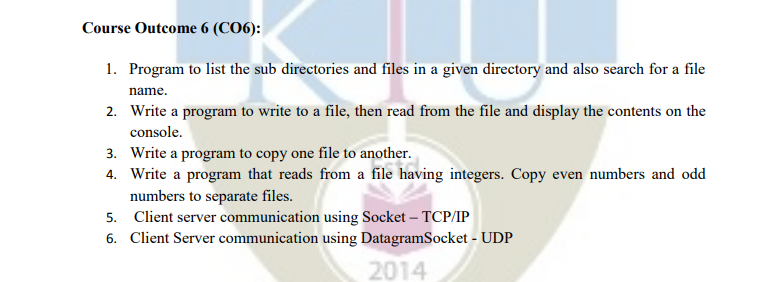 Course Outcome 6 (CO6):
1. Program to list the sub directories and files in a given directory and also search for a file
name.
2. Write a program to write to a file, then read from the file and display the contents on the
console.
3. Write a program to copy one file to another.
4. Write a program that reads from a file having integers. Copy even numbers and odd
numbers to separate files.
5. Client server communication using Socket – TCP/IP
6. Client Server communication using DatagramSocket - UDP
KTU
Estd.
2014